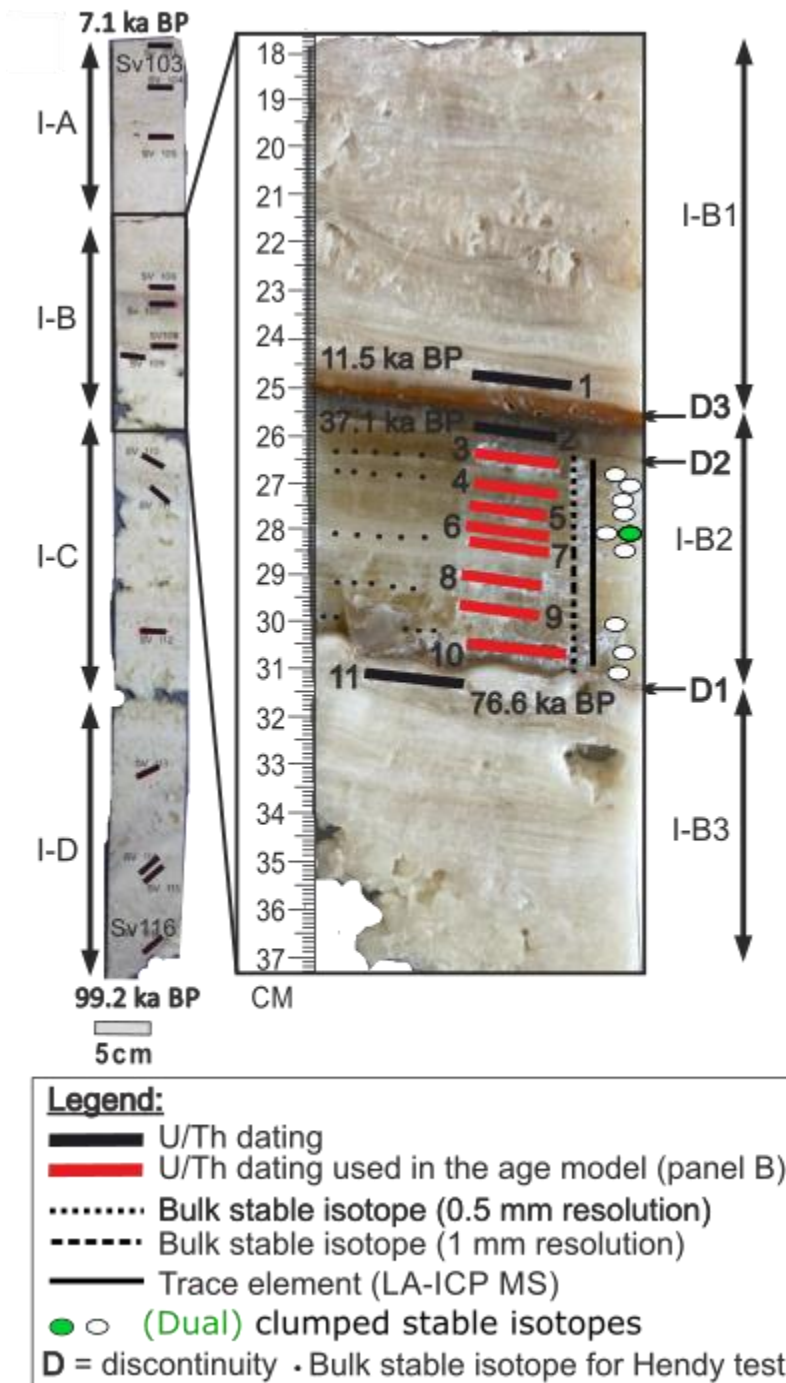 7.1 ka BP
Sv103
I-A
I-B
I-C
I-D
Sv116
99.2 ka BP
5cm
18
19
20
21
22
23
24
25
26
27
28
29
30
31
32
33
34
35
36
37
CM
11.5 ka BP
1
37.1 ka BP
2
3
4
5
6
7
8
9
10
11
76.6 ka BP
I-B1
D3
D2
I-B2
D1
I-B3
Legend:
U/Th dating
U/Th dating used in the age model (panel B)
Bulk stable isotope (0.5 mm resolution)
Bulk stable isotope (1 mm resolution)
Trace element (LA-ICP MS)
(Dual) clumped stable isotopes
D = discontinuity • Bulk stable isotope for Hendy test